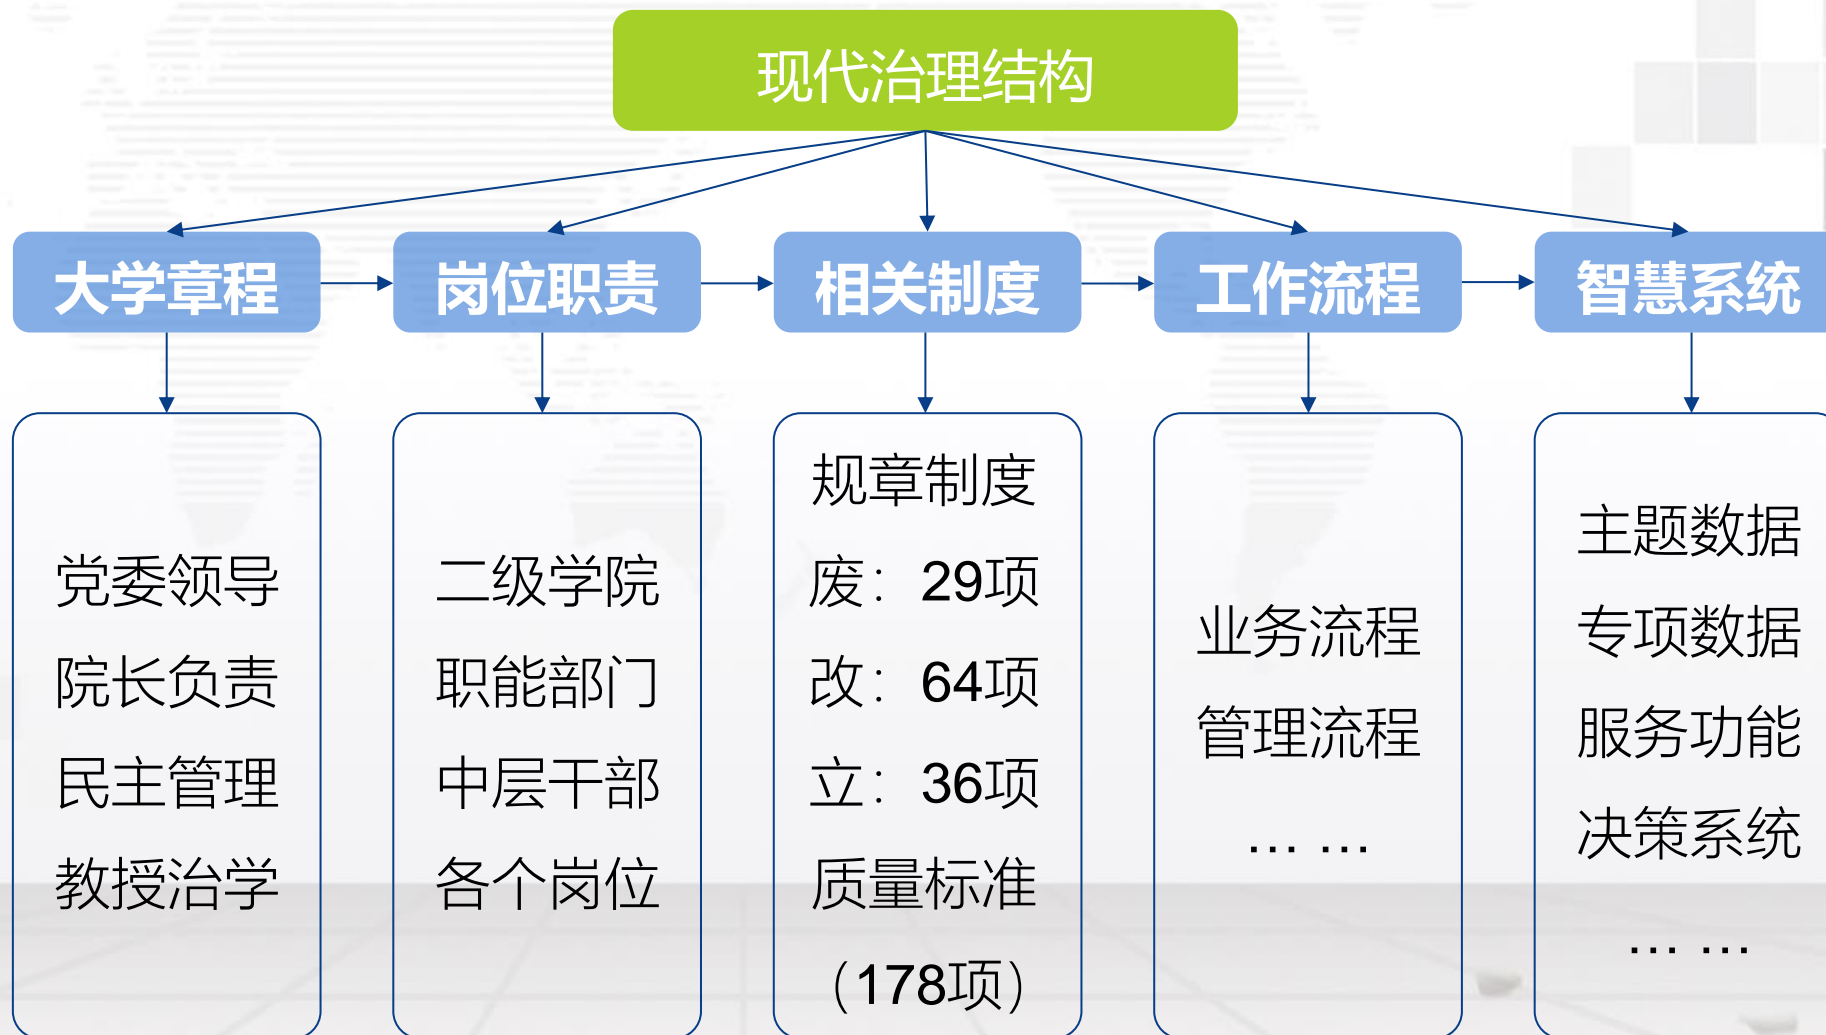 现代治理结构
大学章程
岗位职责
相关制度
工作流程
智慧系统
党委领导
院长负责
民主管理
教授治学
二级学院
职能部门
中层干部
各个岗位
规章制度
废：29项
改：64项
立：36项
质量标准
（178项）
业务流程
管理流程
… …
主题数据
专项数据
服务功能
决策系统
… …